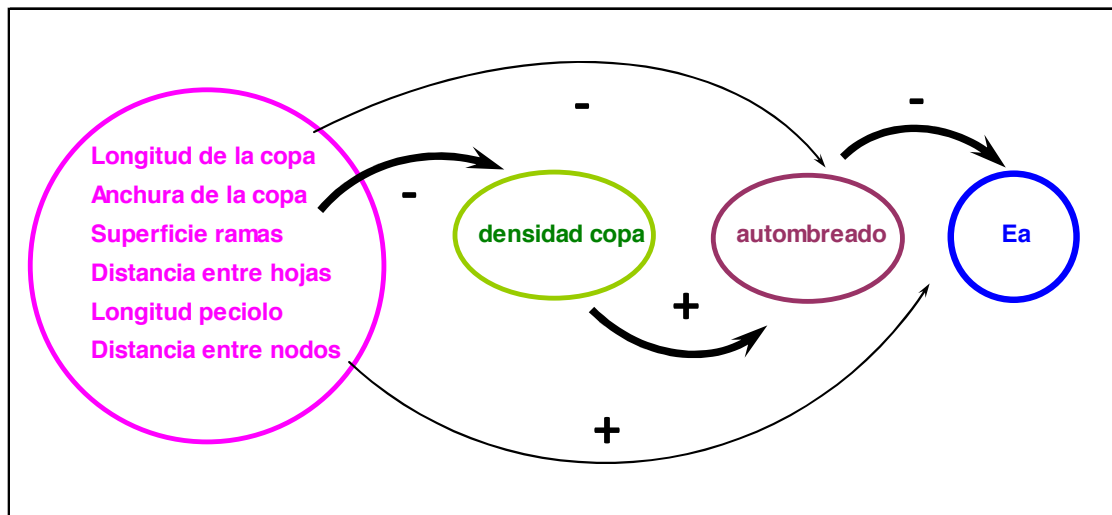 Longitud de la copa
Anchura de la copa
Superficie ramas
Distancia entre hojas
Longitud peciolo
Distancia entre nodos
-
-
densidad copa
+
autombreado
-
Ea
+